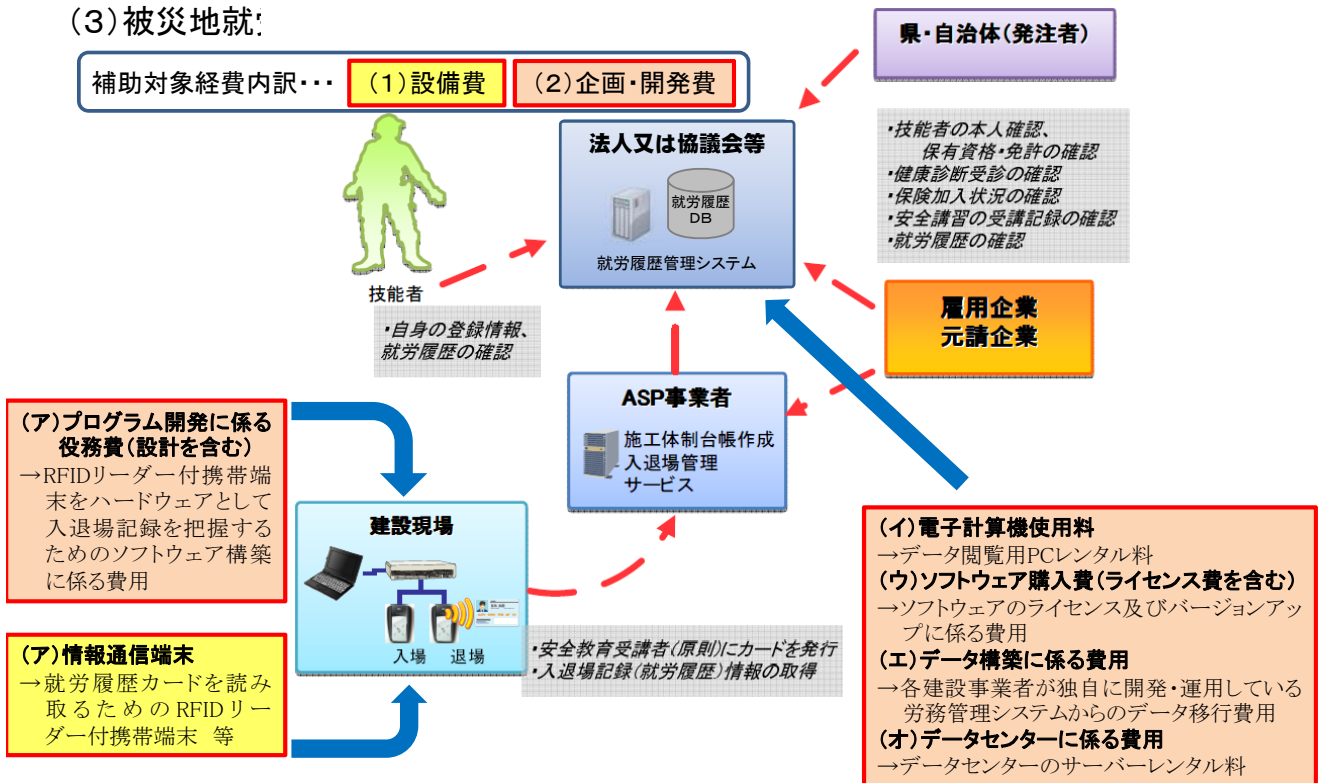 (3)被災地就
補助対象経費内訳･･･ (1)設備費 (2)企画・開発費
県・自治体(発注者)
・技能者の本人確認、
保有資格・免許の確認
・健康診断受診の確認
・保険加入状況の確認
・安全講習の受講記録の確認
・就労履歴の確認
法人又は協議会等
就労履歴
DB
就労履歴管理システム
技能者
・自身の登録情報、
就労履歴の確認
雇用企業
元請企業
ASP事業者
施工体制台帳作成
入退場管理
サービス
(ア)プログラム開発に係る
役務費(設計を含む)
→RFIDリーダー付携帯端
末をハードウェアとして
入退場記録を把握する
ためのソフトウェア構築
に係る費用
建設現場
入場 退場
・安全教育受講者(原則)にカードを発行
・入退場記録(就労履歴)情報の取得
(ア)情報通信端末
→就労履歴カードを読み
取るためのRFIDリー
ダー付携帯端末 等
(イ)電子計算機使用料
→データ閲覧用PCレンタル料
(ウ)ソフトウェア購入費(ライセンス費を含む)
→ソフトウェアのライセンス及びバージョンアッ
プに係る費用
(エ)データ構築に係る費用
→各建設事業者が独自に開発・運用している
労務管理システムからのデータ移行費用
(オ)データセンターに係る費用
→データセンターのサーバーレンタル料